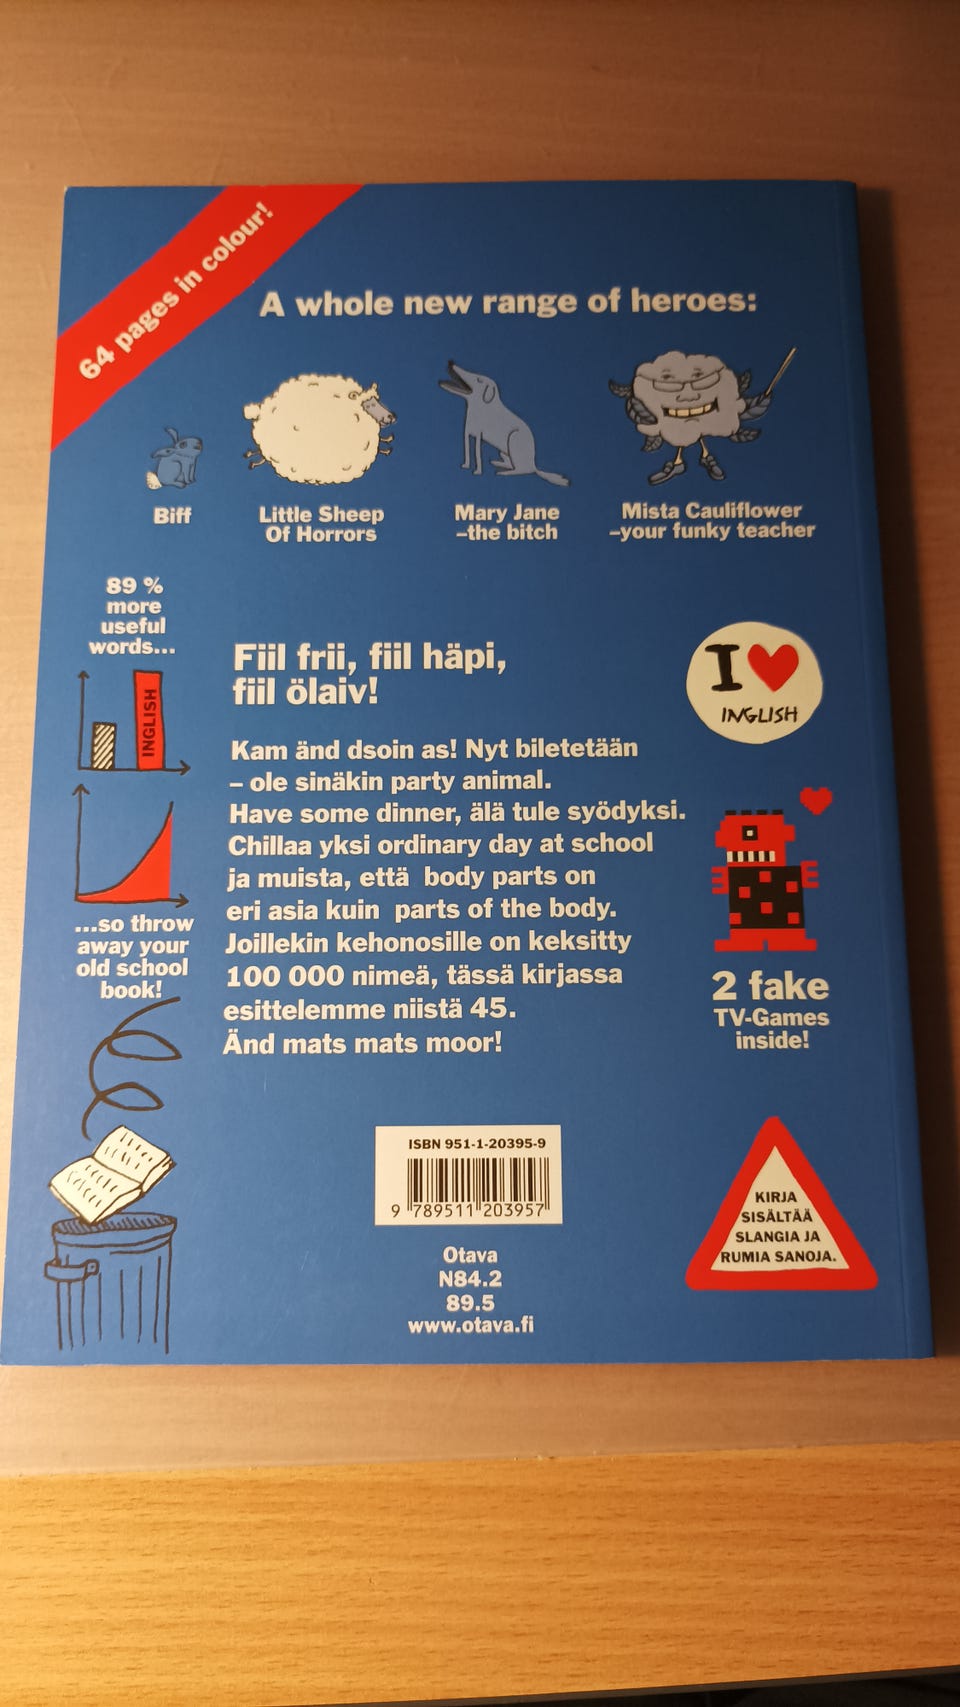 64 pages in colour!
A whole new range of heroes:
Biff
Little Sheep
Of Horrors
Mary Jane
–the bitch
Mista Cauliflower
–your funky teacher
89 %
more
useful
words...
INGLISH
...so throw
away your
old school
book!
Fiil frii, fiil häpi,
fiil ölaiv!
Kam änd dsoin as! Nyt biletetään
– ole sinäkin party animal.
Have some dinner, älä tule syödyksi.
Chillaa yksi ordinary day at school
ja muista, että body parts on
eri asia kuin parts of the body.
Joillekin kehonosille on keksitty
100 000 nimeä, tässä kirjassa
esittelemme niistä 45.
Änd mats mats moor!
I
INGLISH
2 fake
TV-Games
inside!
ISBN 951-1-20395-9
9 789511 203957
Otava
N84.2
89.5
www.otava.fi
KIRJA
SISÄLTÄÄ
SLANGIA JA
RUMIA SANOJA.